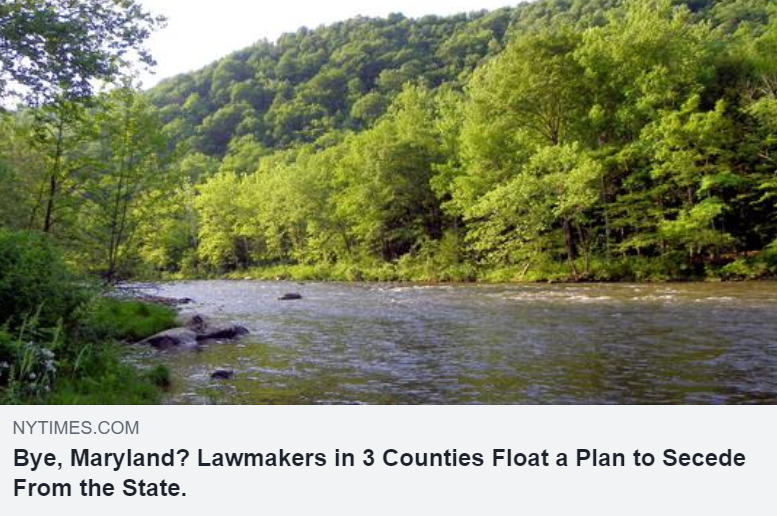 NYTIMES.COM
Bye, Maryland? Lawmakers in 3 Counties Float a Plan to Secede
From the State.